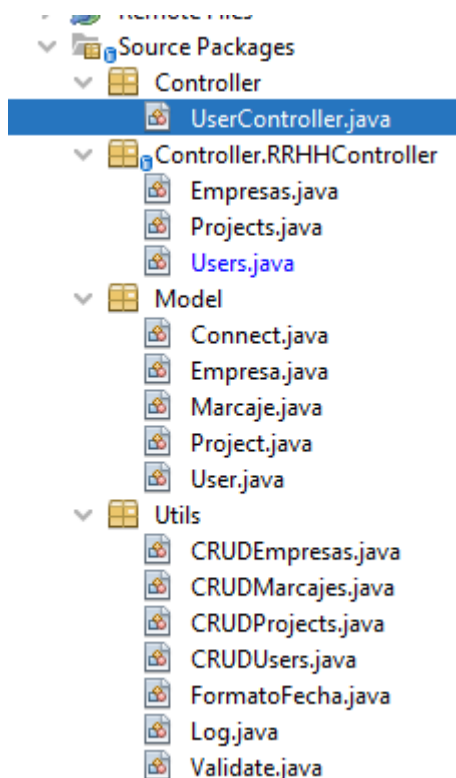 Remote Files
Source Packages
Controller
UserController.java
Controller.RRHHController
Empresas.java
Projects.java
Users.java
Model
Connect.java
Empresa.java
Marcaje.java
Project.java
User.java
Utils
CRUDEmpresas.java
CRUDMarcajes.java
CRUDProjects.java
CRUDUsers.java
FormatoFecha.java
Log.java
Validate.java